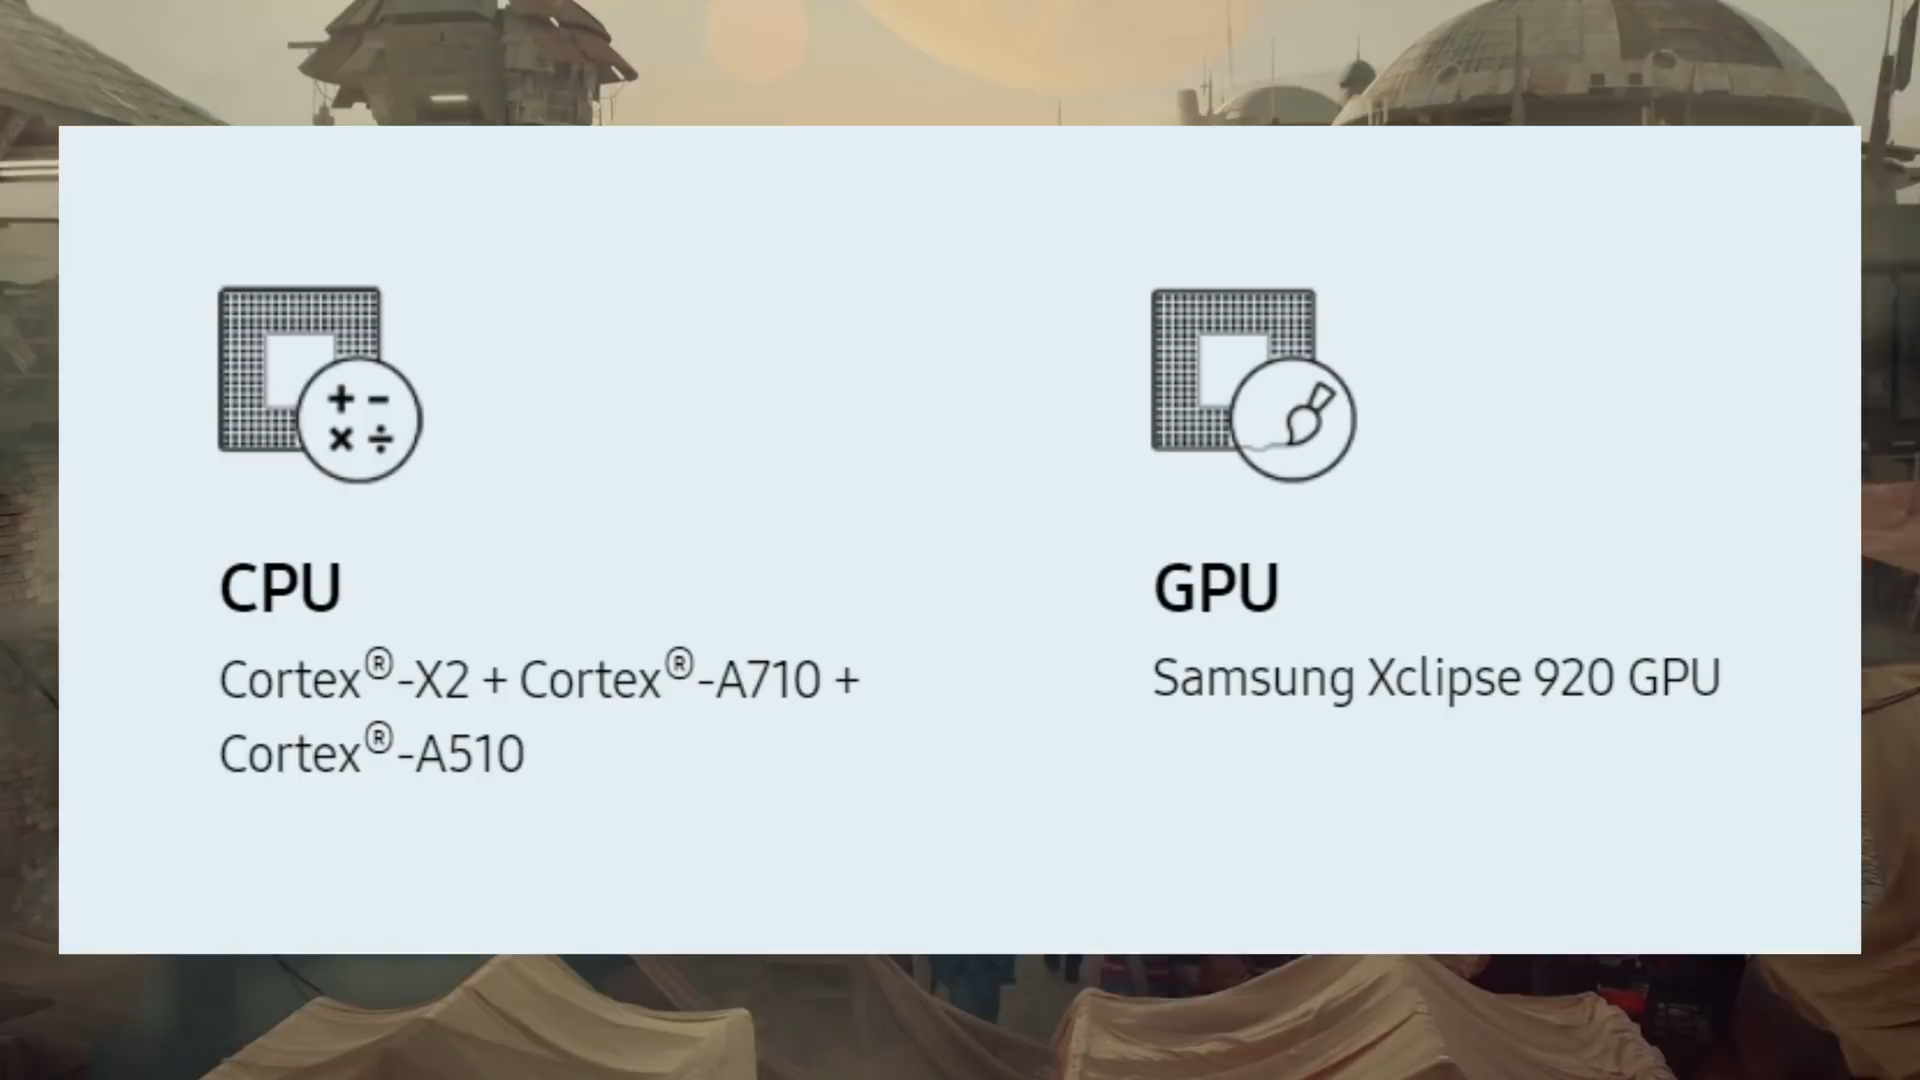 CPU
Cortex®-X2 + Cortex®-A710 +
Cortex®-A510
GPU
Samsung Xclipse 920 GPU